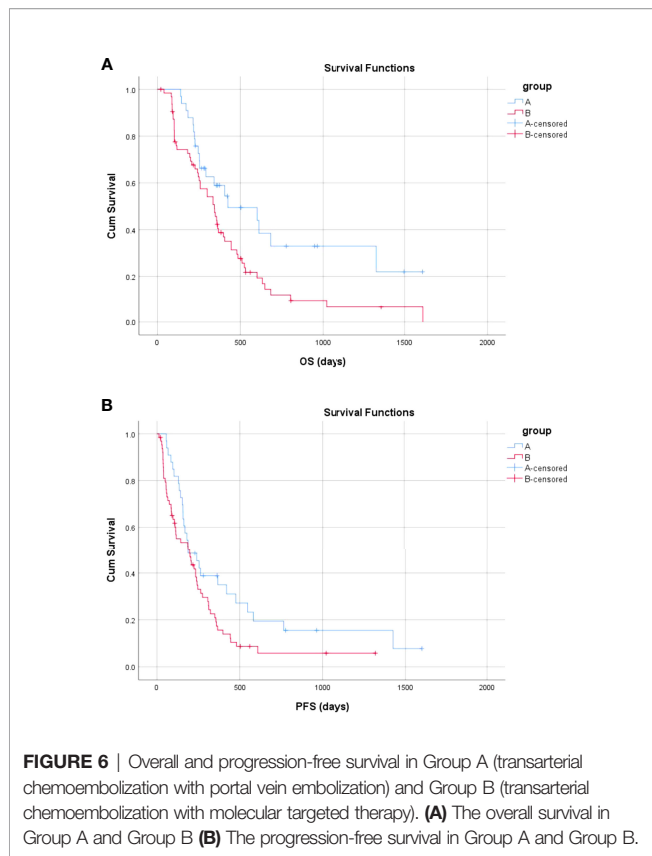 A
Survival Functions
group
A
B
A-censored
B-censored
1.0
0.8
0.6
0.4
0.2
0.0
Cum Survival
0
500
1000
1500
2000
OS (days)
B
Survival Functions
group
A
B
A-censored
B-censored
1.0
0.8
0.6
0.4
0.2
0.0
Cum Survival
0
500
1000
1500
2000
PFS (days)
FIGURE 6 | Overall and progression-free survival in Group A (transarterial
chemoembolization with portal vein embolization) and Group B (transarterial
chemoembolization with molecular targeted therapy). (A) The overall survival in
Group A and Group B (B) The progression-free survival in Group A and Group B.